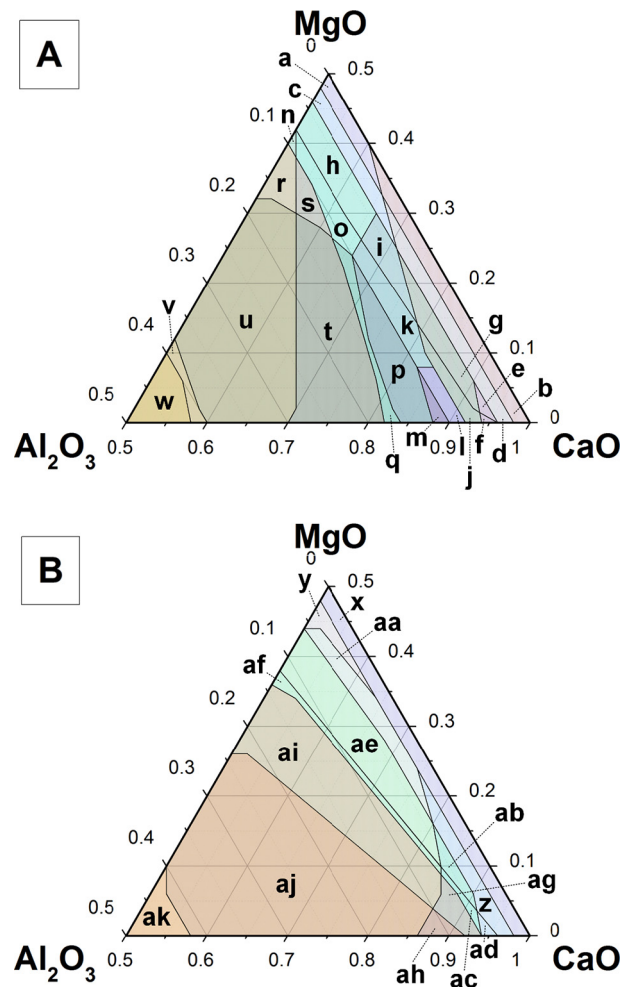 A
MgO
0
0.5
a
c
0.1
n
0.4
h
r
0.2
s
0.3
o
i
0.3
0.2
v
0.4
u
t
k
g
0.1
p
e
w
b
0.5
0
0.5
0.6
0.7
0.8
0.9
1
m
l
f
d
q
j
Al2O3
CaO
B
MgO
0
y
0.5
x
0.1
aa
0.4
af
0.2
0.3
ai
ae
0.3
0.2
ab
0.4
0.1
ag
aj
z
ak
0.5
0
0.5
0.6
0.7
0.8
0.9
1
ad
ah
ac
Al2O3
CaO